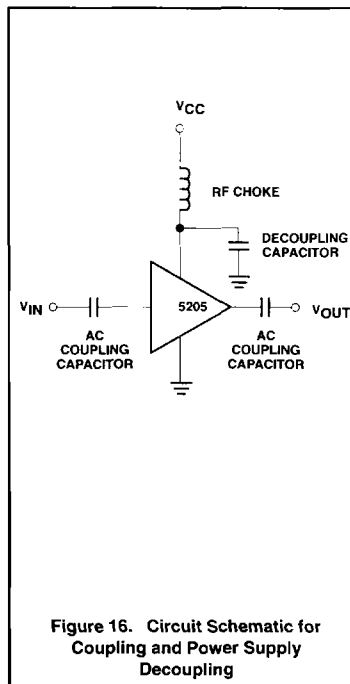 VCC
RF CHOKE
DECOUPLING
CAPACITOR
VIN
5205
VOUT
AC
COUPLING
CAPACITOR
AC
COUPLING
CAPACITOR
Figure 16. Circuit Schematic for
Coupling and Power Supply
Decoupling